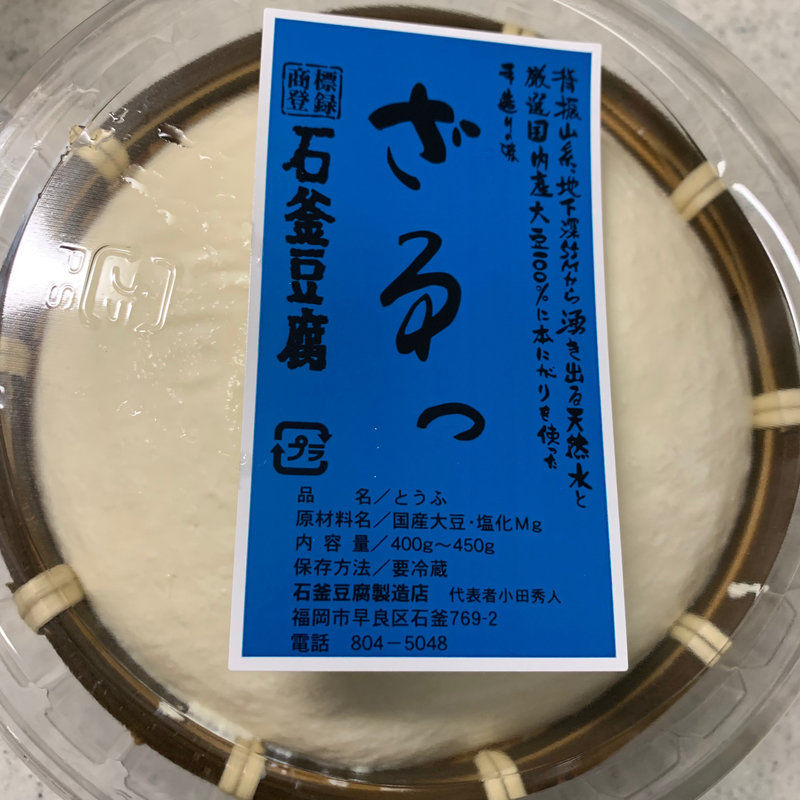 脊振山系、地下深くから湧き出る天然水と
厳選国内産大豆100%に本にがりを使った
手造りの味
ざるっ
商標
登録
石釜豆腐
プラ
品 名/とうふ
原材料名/国産大豆・塩化Mg
内容量/400g〜450g
保存方法/要冷蔵
石釜豆腐製造店 代表者小田秀人
福岡市早良区石釜769-2
電話 804-5048
PS